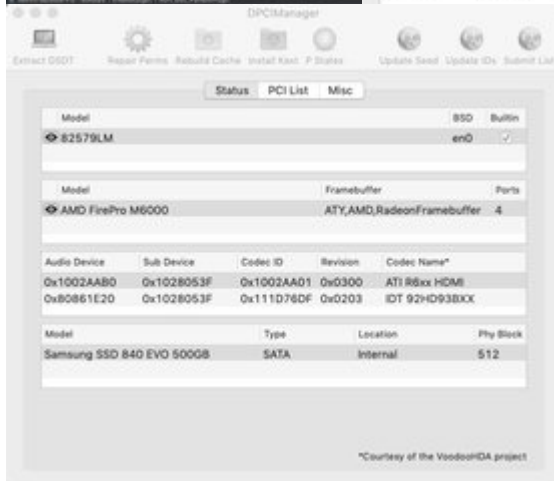 DPCIManager
Extract DSDT Repair Perms Rebuild Cache Install Kext P States Update Seed Update IDs Submit List
Status PCI List Misc
Model BSD Builtin
82579LM en0
Model Framebuffer Ports
AMD FirePro M6000 ATY,AMD,RadeonFramebuffer 4
Audio Device Sub Device Codec ID Revision Codec Name*
0x1002AAB0 0x1028053F 0x1002AA01 0x0300 ATI R6xx HDMI
0x80861E20 0x1028053F 0x111D76DF 0x0203 IDT 92HD93BXX
Model Type Location Phy Block
Samsung SSD 840 EVO 500GB SATA Internal 512
*Courtesy of the VoodooHDA project